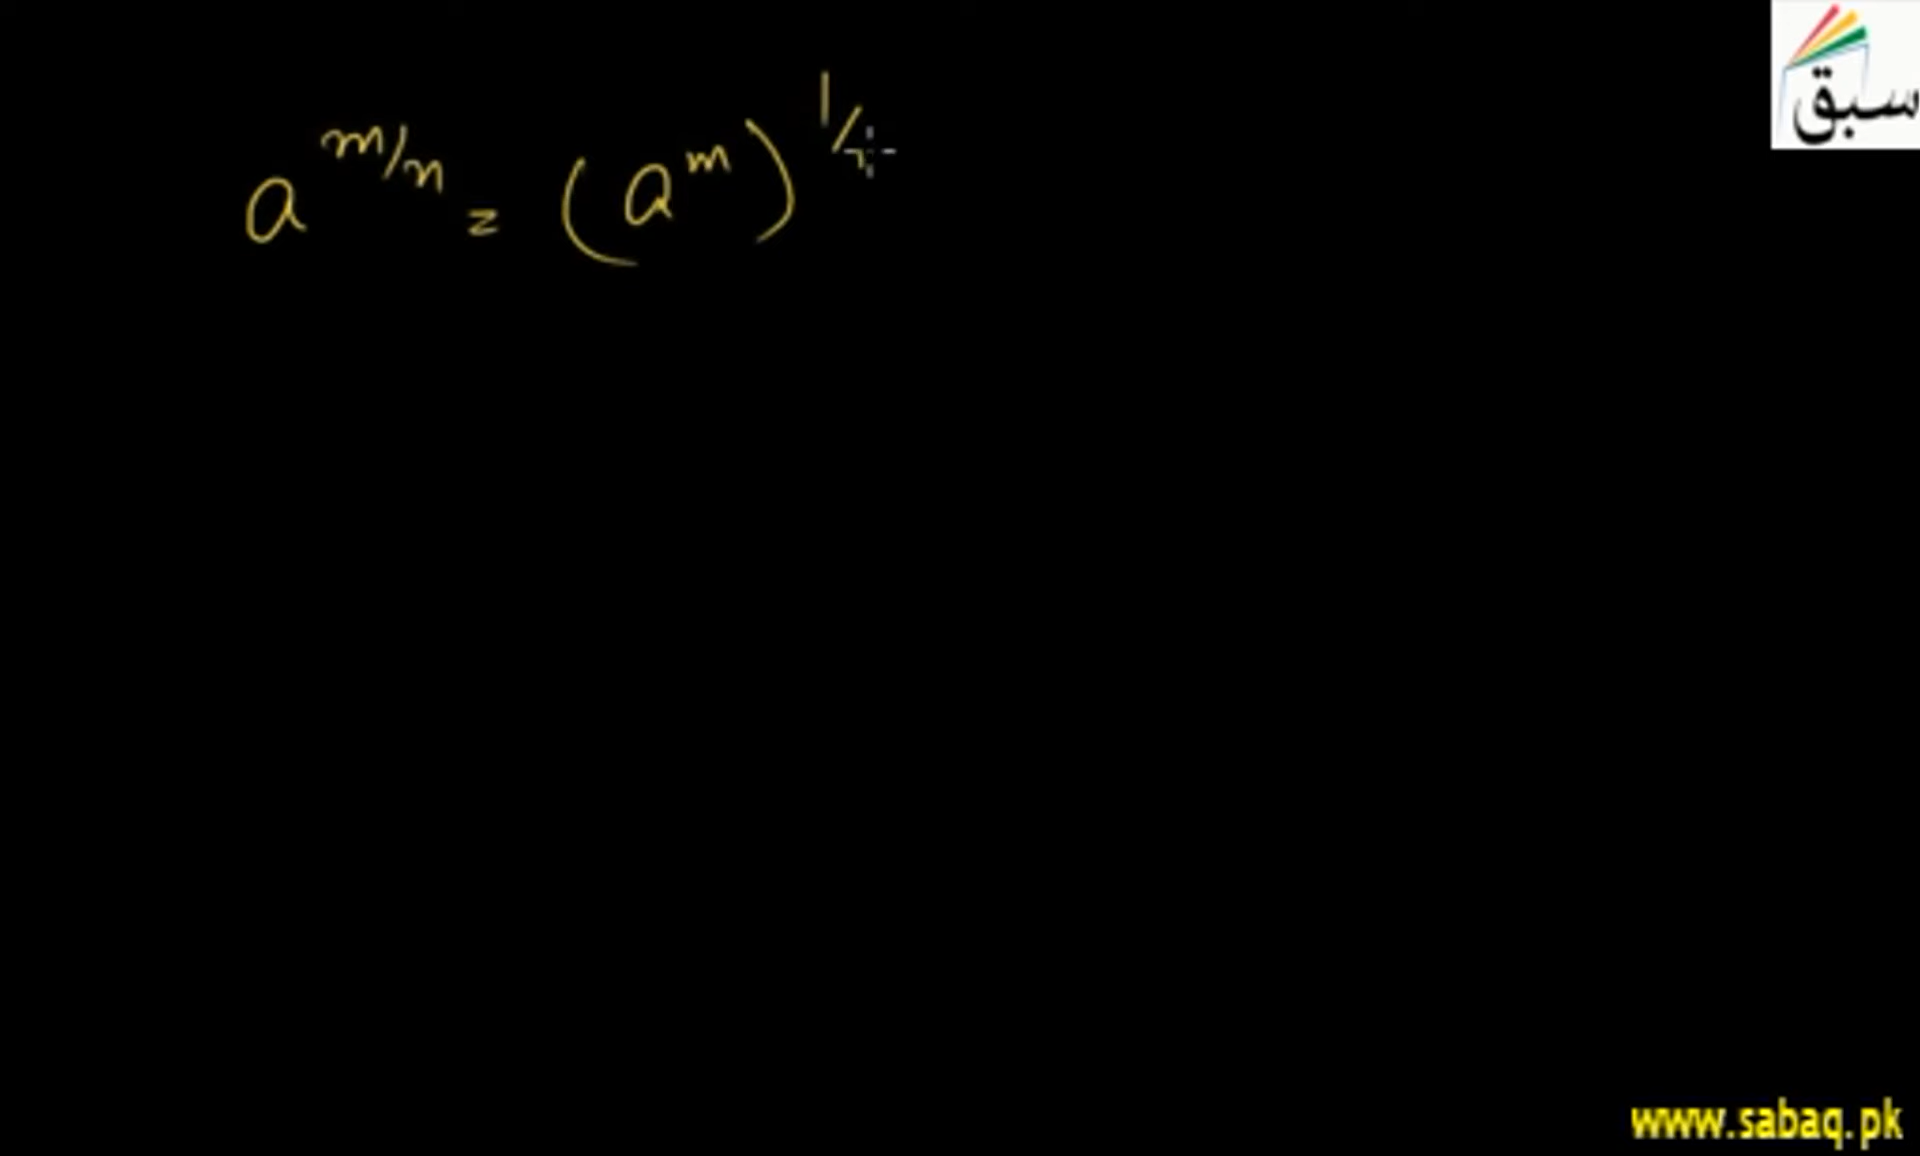 a^{m/n} = (a^m)^{1/
سبق
www.sabaq.pk